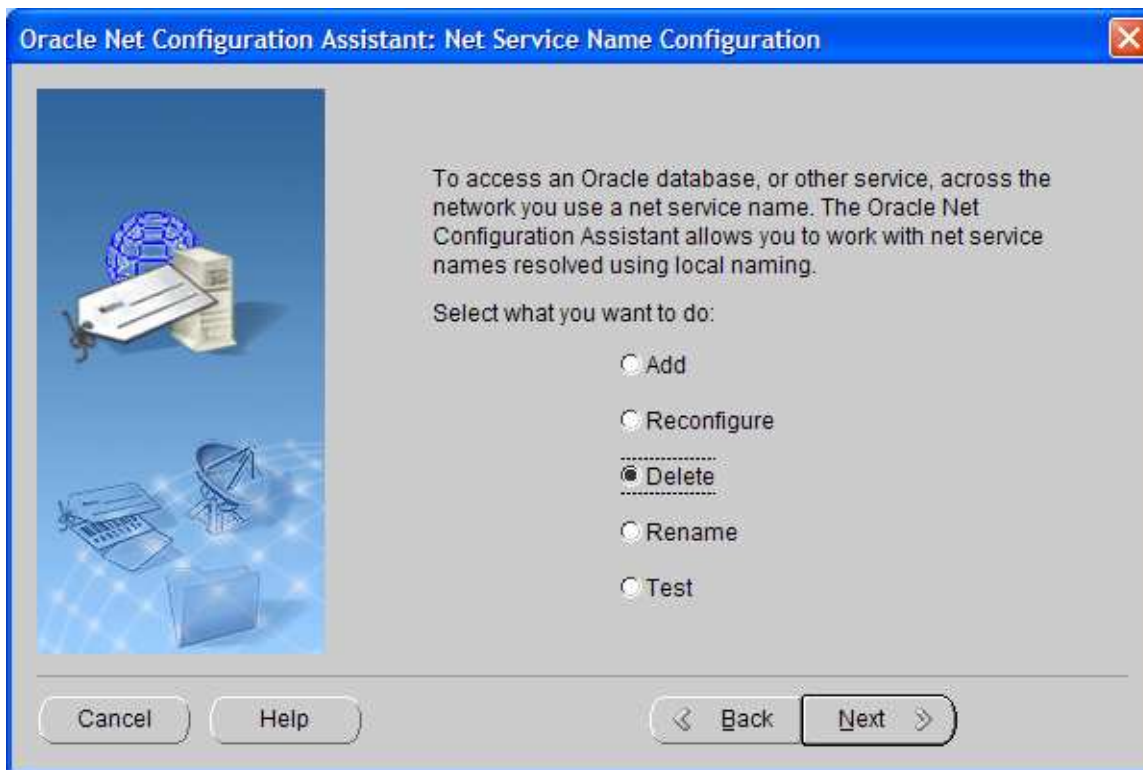 Oracle Net Configuration Assistant: Net Service Name Configuration
To access an Oracle database, or other service, across the
network you use a net service name. The Oracle Net
Configuration Assistant allows you to work with net service
names resolved using local naming.
Select what you want to do:
Add
Reconfigure
Delete
Rename
Test
Cancel
Help
Back
Next